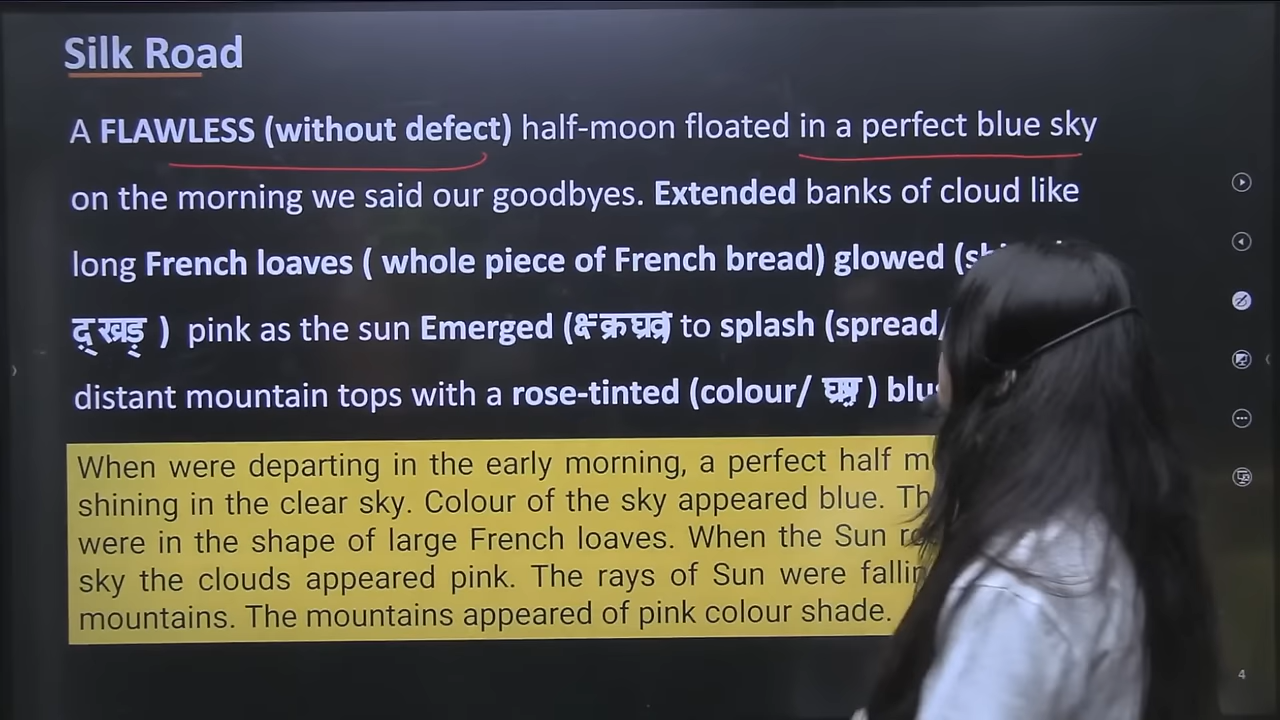 Silk Road
A FLAWLESS (without defect) half-moon floated in a perfect blue sky
on the morning we said our goodbyes. Extended banks of cloud like
long French loaves ( whole piece of French bread) glowed
pink as the sun Emerged to splash (spread/
distant mountain tops with a rose-tinted (colour/
When were departing in the early morning, a perfect half
shining in the clear sky. Colour of the sky appeared blue.
were in the shape of large French loaves. When the Sun
sky the clouds appeared pink. The rays of Sun were
mountains. The mountains appeared of pink colour shade.
4